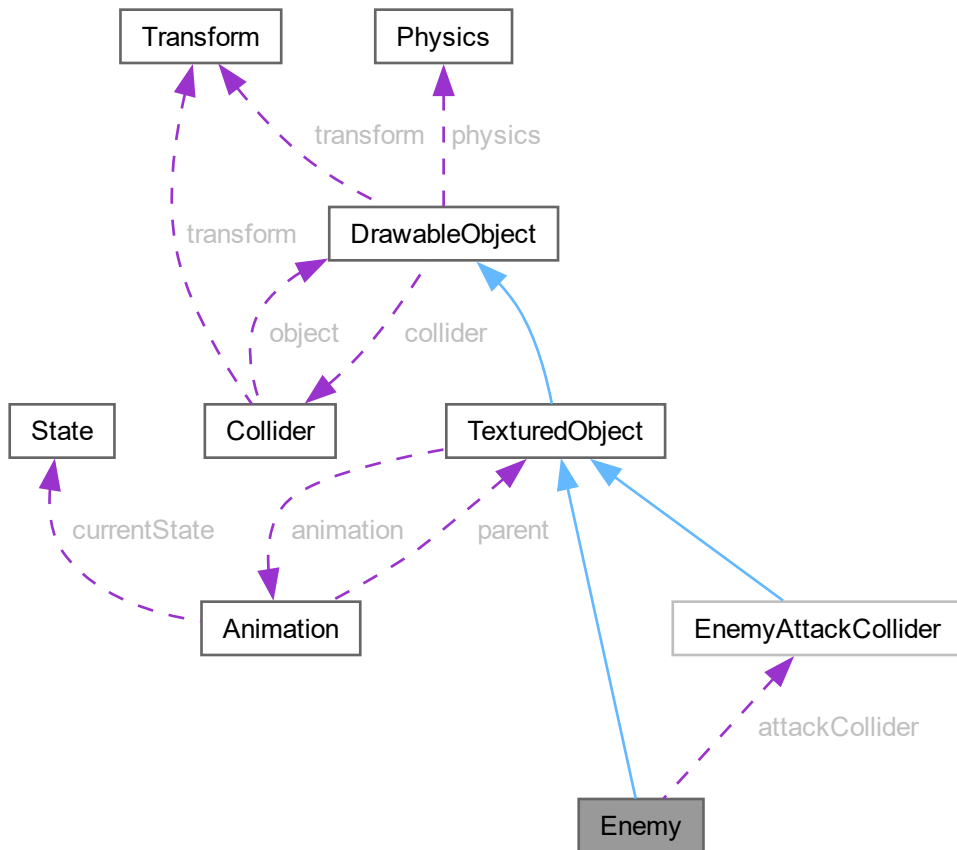 Transform
Physics
transform
physics
transform
DrawableObject
object
collider
State
Collider
TexturedObject
currentState
animation
parent
Animation
EnemyAttackCollider
attackCollider
Enemy